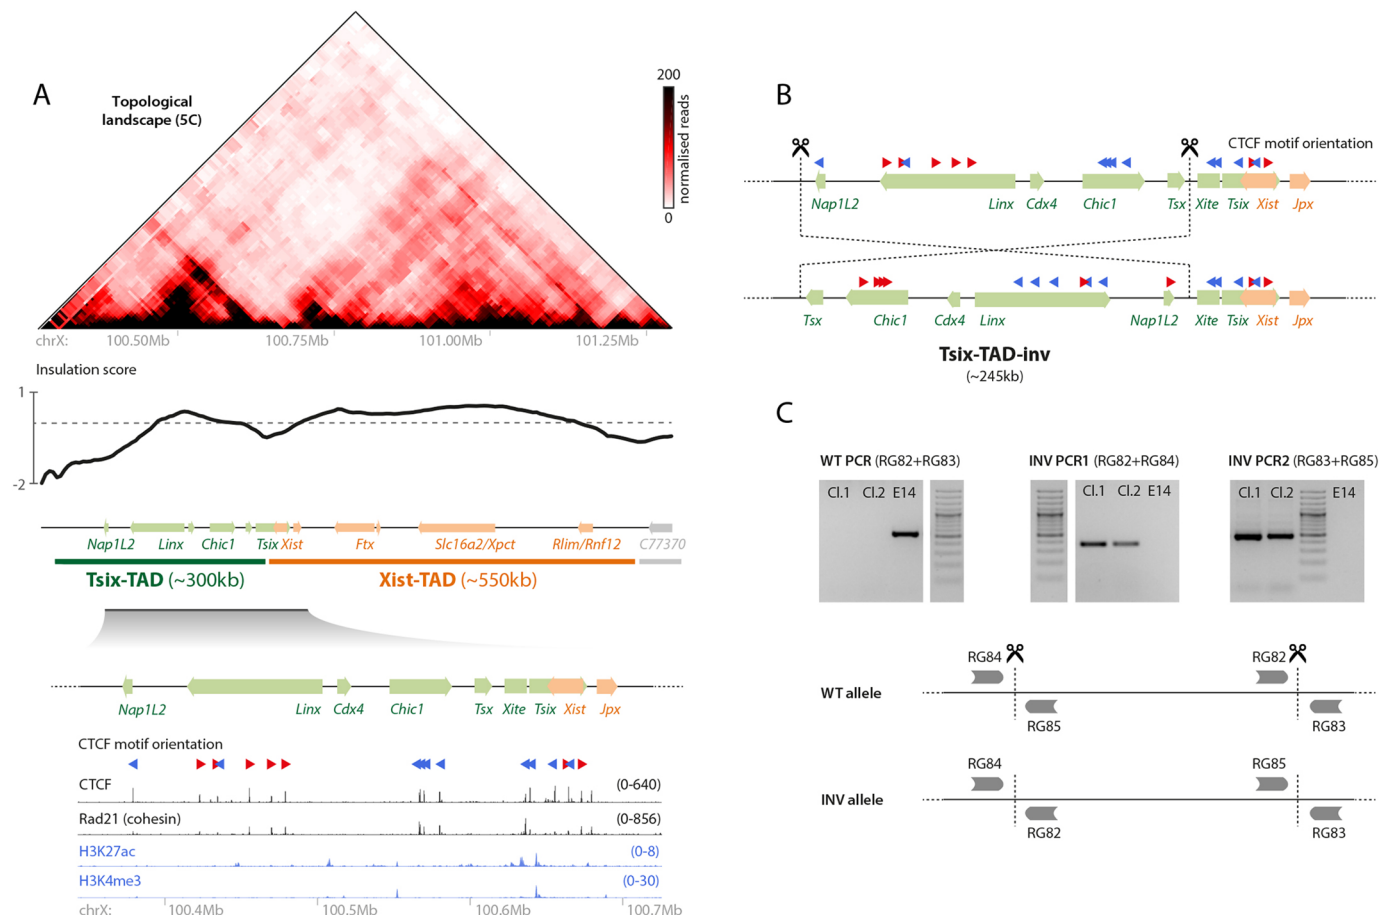 A
Topological
landscape (5C)
200
normalised reads
0
chrX: 100.50Mb 100.75Mb 101.00Mb 101.25Mb
Insulation score
1
-2
Nap1L2 Linx Chic1 Tsix Xist Ftx Slc16a2/Xpct Rlim/Rnf12 C77370
Tsix-TAD (~300kb) Xist-TAD (~550kb)
Nap1L2 Linx Cdx4 Chic1 Tsx Xite Tsix Xist Jpx
CTCF motif orientation
CTCF (0-640)
Rad21 (cohesin) (0-856)
H3K27ac (0-8)
H3K4me3 (0-30)
chrX: 100.4Mb 100.5Mb 100.6Mb 100.7Mb
B
CTCF motif orientation
Nap1L2 Linx Cdx4 Chic1 Tsx Xite Tsix Xist Jpx
Tsx Chic1 Cdx4 Linx Nap1L2 Xite Tsix Xist Jpx
Tsix-TAD-inv
(~245kb)
C
WT PCR (RG82+RG83) INV PCR1 (RG82+RG84) INV PCR2 (RG83+RG85)
Cl.1 Cl.2 E14 Cl.1 Cl.2 E14 Cl.1 Cl.2 E14
RG84 RG82
WT allele
RG85 RG83
RG84 RG85
INV allele
RG82 RG83